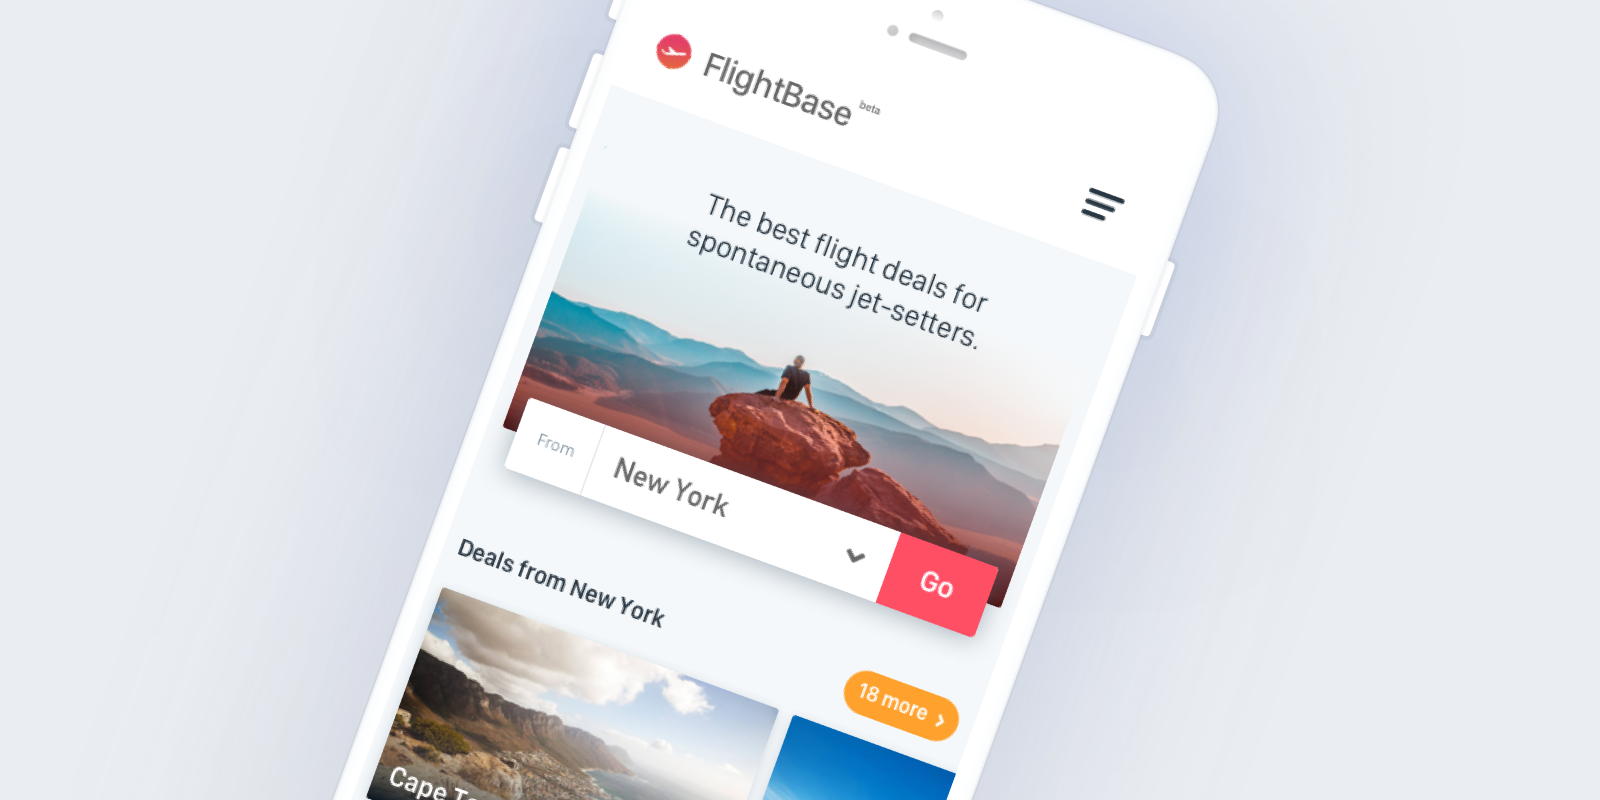 FlightBase beta
The best flight deals for
spontaneous jet-setters.
From
New York
Go
Deals from New York
18 more
Cape